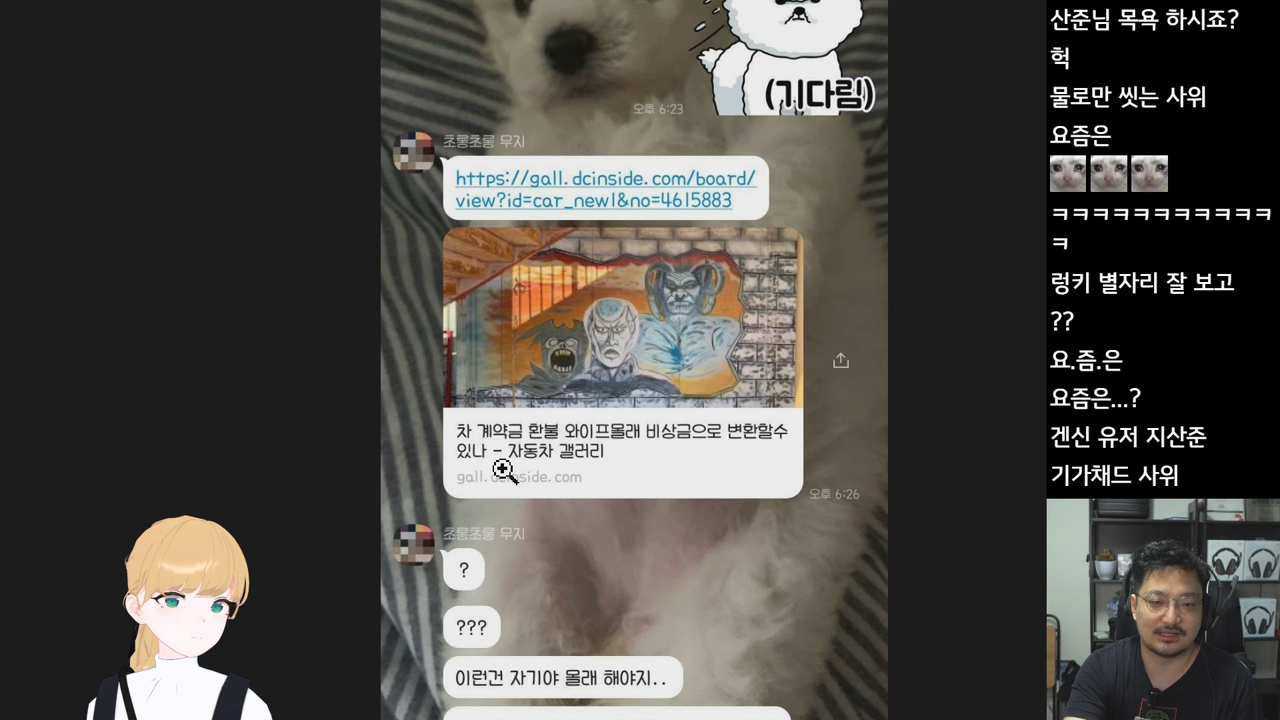 (기다림)
오후 6:23
초롱초롱 무지
https://gall.dcinside.com/board/
view?id=car_new1&no=4615883
차 계약금 환불 와이프몰래 비상금으로 변환할수
있나 - 자동차 갤러리
gall.dcinside.com
오후 6:26
초롱초롱 무지
?
???
이런건 자기야 몰래 해야지..
산준님 목욕 하시죠?
헉
물로만 씻는 사위
요즘은
ㅋㅋㅋㅋㅋㅋㅋㅋㅋㅋㅋ
ㅋ
렁키 별자리 잘 보고
??
요.즘.은
요즘은...?
겐신 유저 지산준
기가채드 사위